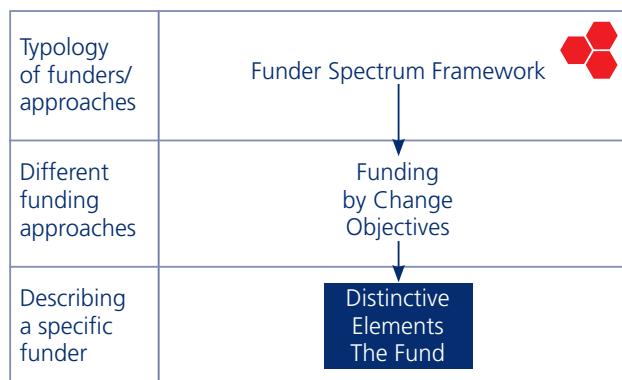 Typology
of funders/
approaches
Funder Spectrum Framework
Different
funding
approaches
Funding
by Change
Objectives
Describing
a specific
funder
Distinctive
Elements
The Fund